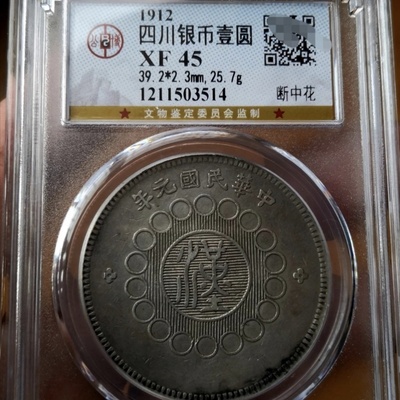 1912
四川银币壹圆
XF 45
39.2*2.3mm,25.7g
1211503514
断中花
★ 文物鉴定委员会监制 ★
年元國民華中
漢